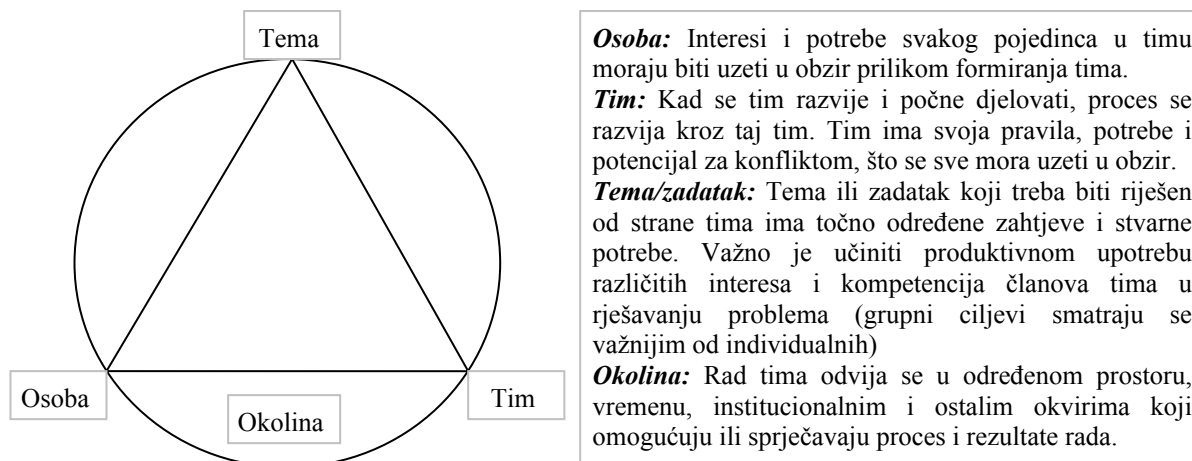 Tema
Osoba
Okolina
Tim
Osoba: Interesi i potrebe svakog pojedinca u timu
moraju biti uzeti u obzir prilikom formiranja tima.
Tim: Kad se tim razvije i počne djelovati, proces se
razvija kroz taj tim. Tim ima svoja pravila, potrebe i
potencijal za konfliktom, što se sve mora uzeti u obzir.
Tema/zadatak: Tema ili zadatak koji treba biti riješen
od strane tima ima točno određene zahtjeve i stvarne
potrebe. Važno je učiniti produktivnom upotrebu
različitih interesa i kompetencija članova tima u
rješavanju problema (grupni ciljevi smatraju se
važnijim od individualnih)
Okolina: Rad tima odvija se u određenom prostoru,
vremenu, institucionalnim i ostalim okvirima koji
omogućuju ili sprječavaju proces i rezultate rada.